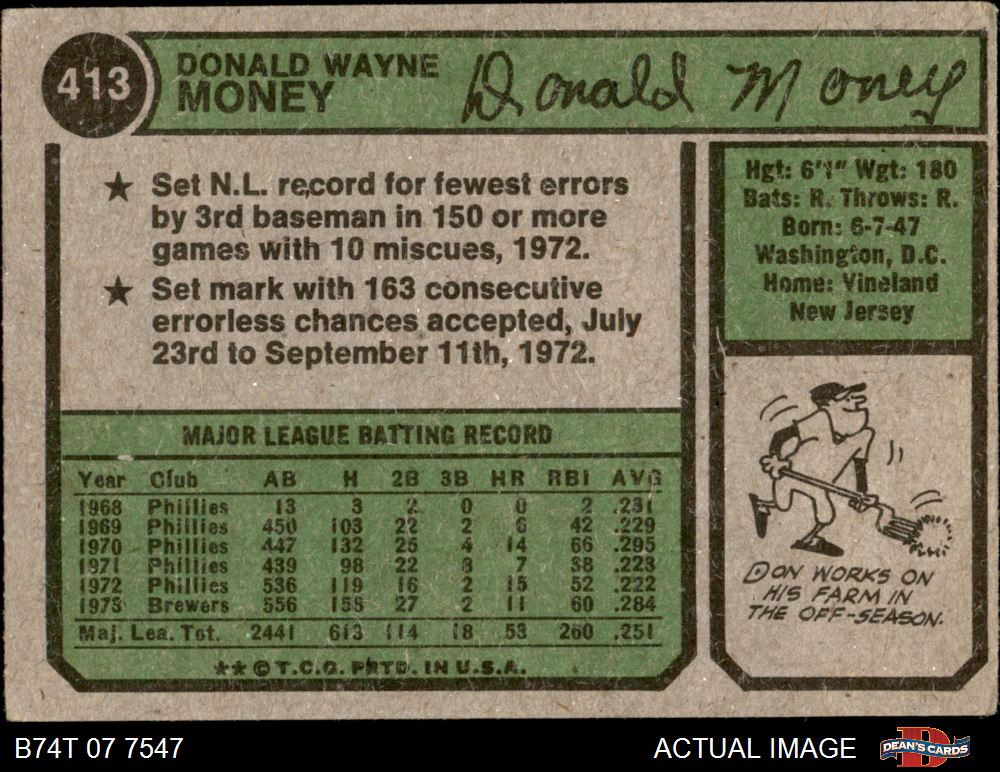 413
DONALD WAYNE
MONEY
Donald Money
★ Set N.L. record for fewest errors
by 3rd baseman in 150 or more
games with 10 miscues, 1972.
★ Set mark with 163 consecutive
errorless chances accepted, July
23rd to September 11th, 1972.
Hgt: 6'1" Wgt: 180
Bats: R. Throws: R.
Born: 6-7-47
Washington, D.C.
Home: Vineland
New Jersey
MAJOR LEAGUE BATTING RECORD
Year Club AB H 2B 3B HR RBI AVG
1968 Phillies 13 3 2 0 0 2 .231
1969 Phillies 450 103 22 2 6 42 .229
1970 Phillies 447 132 25 4 14 66 .295
1971 Phillies 439 98 22 8 7 38 .223
1972 Phillies 536 119 16 2 15 52 .222
1973 Brewers 556 158 27 2 11 60 .284
Maj. Lea. Tot. 2441 613 114 18 53 260 .251
★★ © T.C.G. PRTD. IN U.S.A.
DON WORKS ON
HIS FARM IN
THE OFF-SEASON.
B74T 07 7547
ACTUAL IMAGE
DEAN'S CARDS